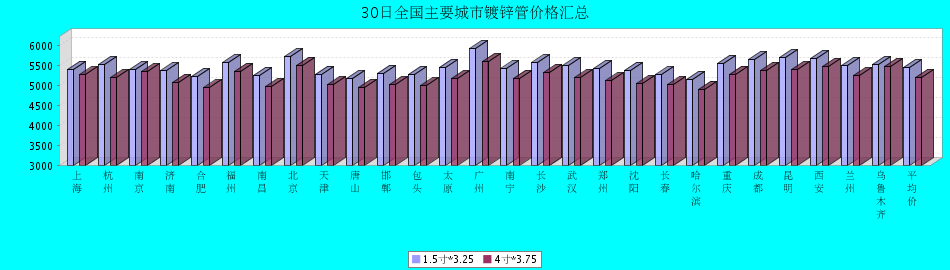 30日全国主要城市镀锌管价格汇总
6000
5500
5000
4500
4000
3500
3000
上海
杭州
南京
济南
合肥
福州
南昌
北京
天津
唐山
邯郸
包头
太原
广州
南宁
长沙
武汉
郑州
沈阳
长春
哈尔滨
重庆
成都
昆明
西安
兰州
乌鲁木齐
平均价
1.5寸*3.25
4寸*3.75